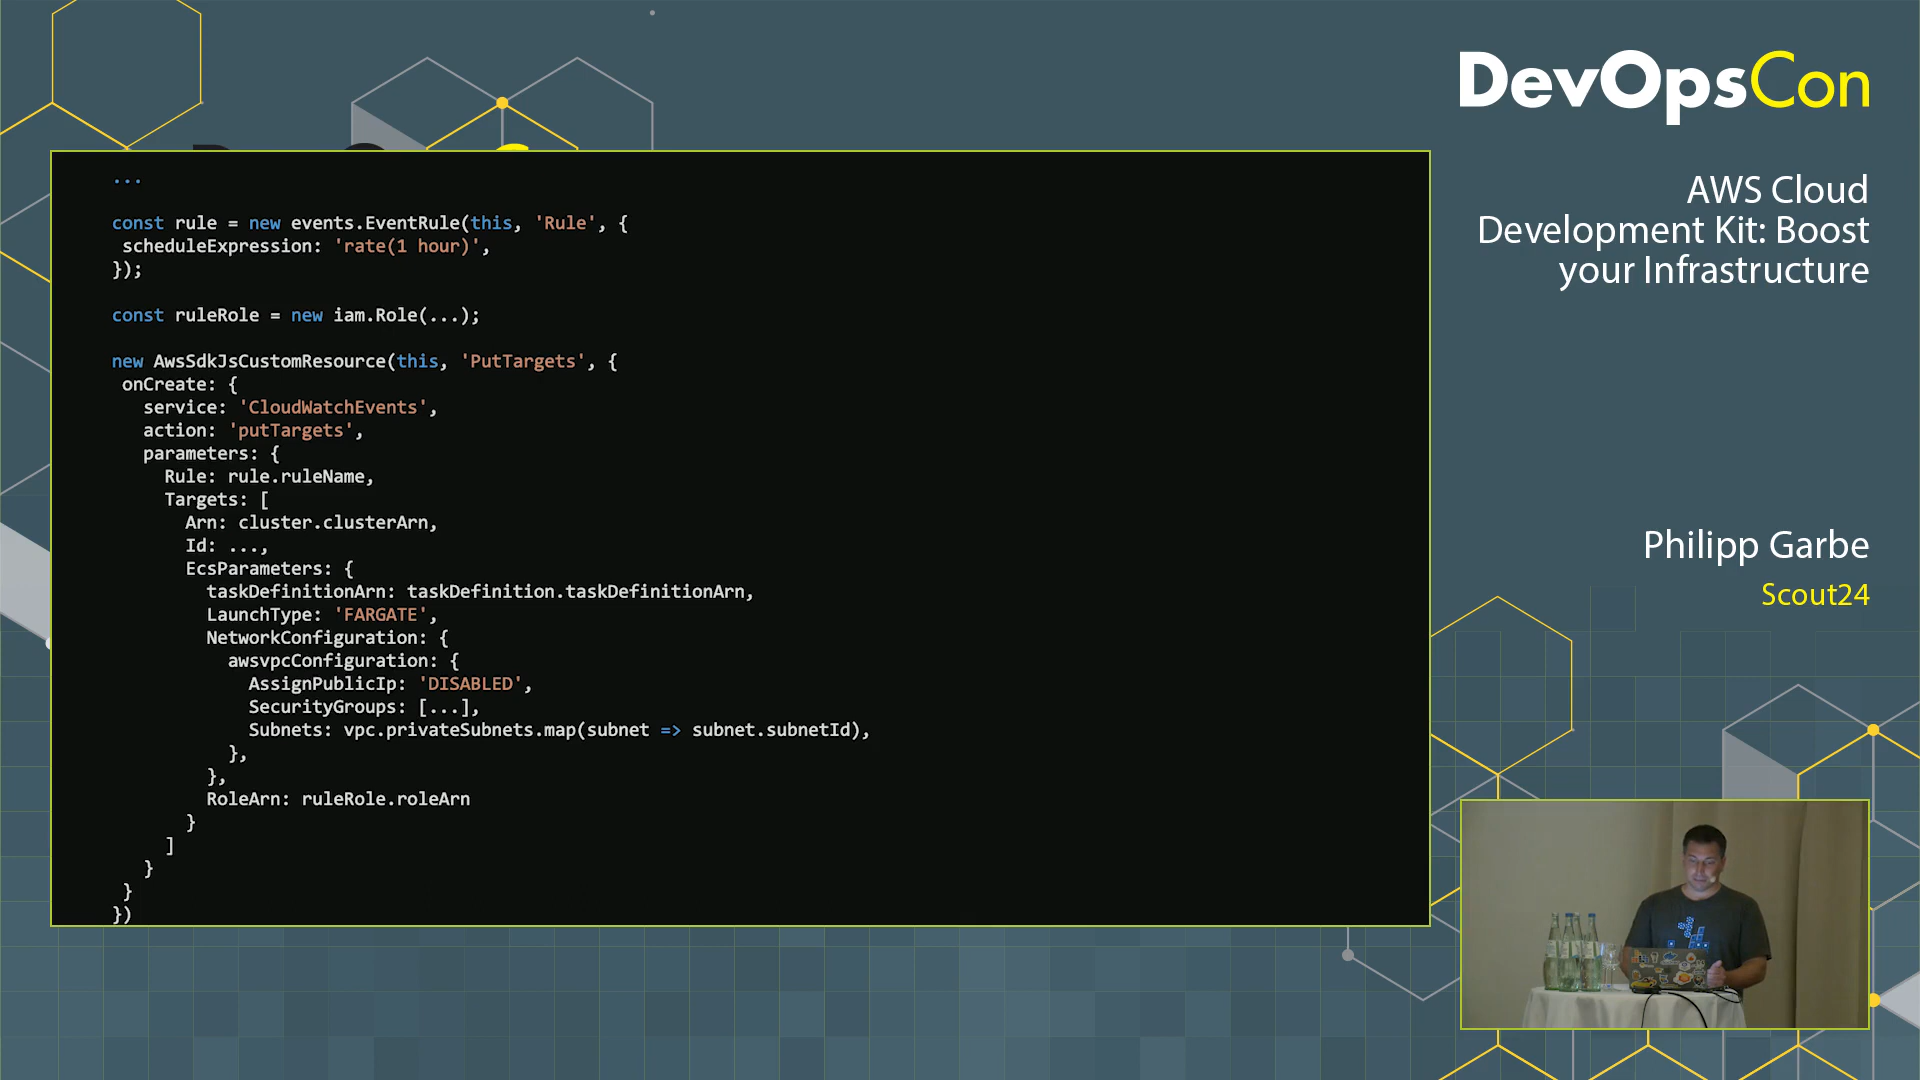 DevOpsCon
AWS Cloud
Development Kit: Boost
your Infrastructure
Philipp Garbe
Scout24
...
const rule = new events.EventRule(this, 'Rule', {
 scheduleExpression: 'rate(1 hour)',
});
const ruleRole = new iam.Role(...);
new AwsSdkJsCustomResource(this, 'PutTargets', {
 onCreate: {
   service: 'CloudWatchEvents',
   action: 'putTargets',
   parameters: {
     Rule: rule.ruleName,
     Targets: [
       Arn: cluster.clusterArn,
       Id: ...,
       EcsParameters: {
         taskDefinitionArn: taskDefinition.taskDefinitionArn,
         LaunchType: 'FARGATE',
         NetworkConfiguration: {
           awsvpcConfiguration: {
             AssignPublicIp: 'DISABLED',
             SecurityGroups: [...],
             Subnets: vpc.privateSubnets.map(subnet => subnet.subnetId),
           },
         },
         RoleArn: ruleRole.roleArn
       }
     ]
   }
 }
})